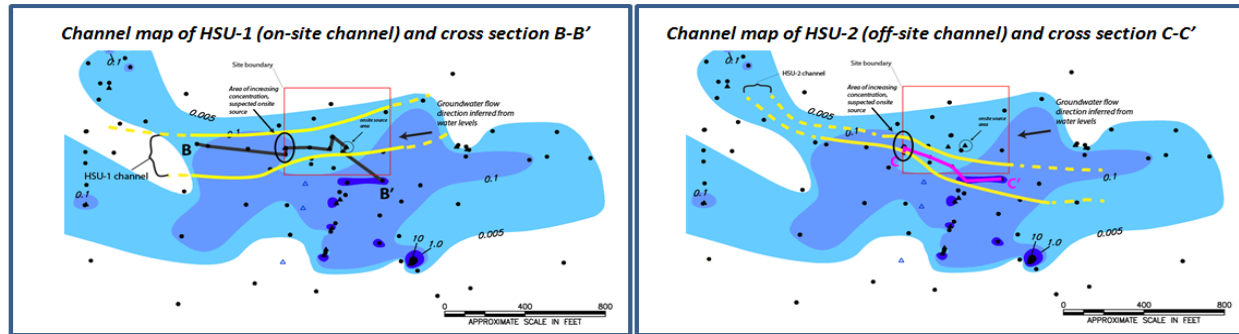 Channel map of HSU-1 (on-site channel) and cross section B-B’
Site boundary
Area of increasing
concentration,
suspected onsite
source
0.1
0.005
0.1
onsite source
area
Groundwater flow
direction inferred from
water levels
B
HSU-1 channel
B’
0.1
0.1
0.005
10
1.0
0 400 800
APPROXIMATE SCALE IN FEET
Channel map of HSU-2 (off-site channel) and cross section C-C’
Site boundary
HSU-2 channel
Area of increasing
concentration,
suspected onsite
source
0.1
0.005
0.1
onsite source
area
Groundwater flow
direction inferred from
water levels
C
C’
0.1
0.1
0.005
10
1.0
0 400 800
APPROXIMATE SCALE IN FEET